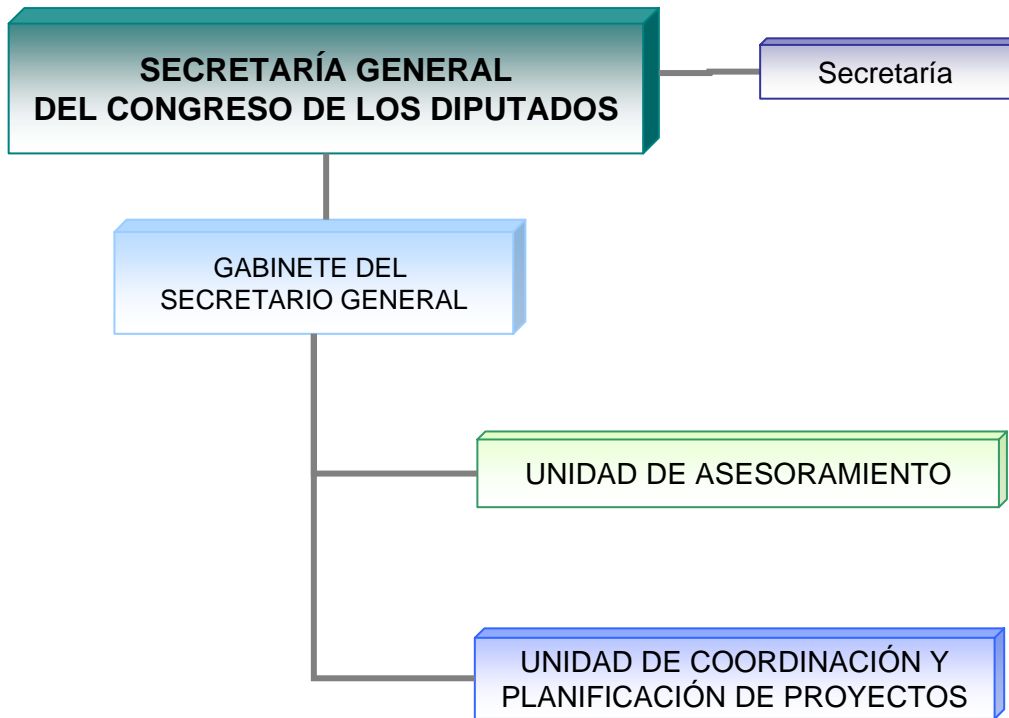 SECRETARÍA GENERAL
DEL CONGRESO DE LOS DIPUTADOS
Secretaría
GABINETE DEL
SECRETARIO GENERAL
UNIDAD DE ASESORAMIENTO
UNIDAD DE COORDINACIÓN Y
PLANIFICACIÓN DE PROYECTOS